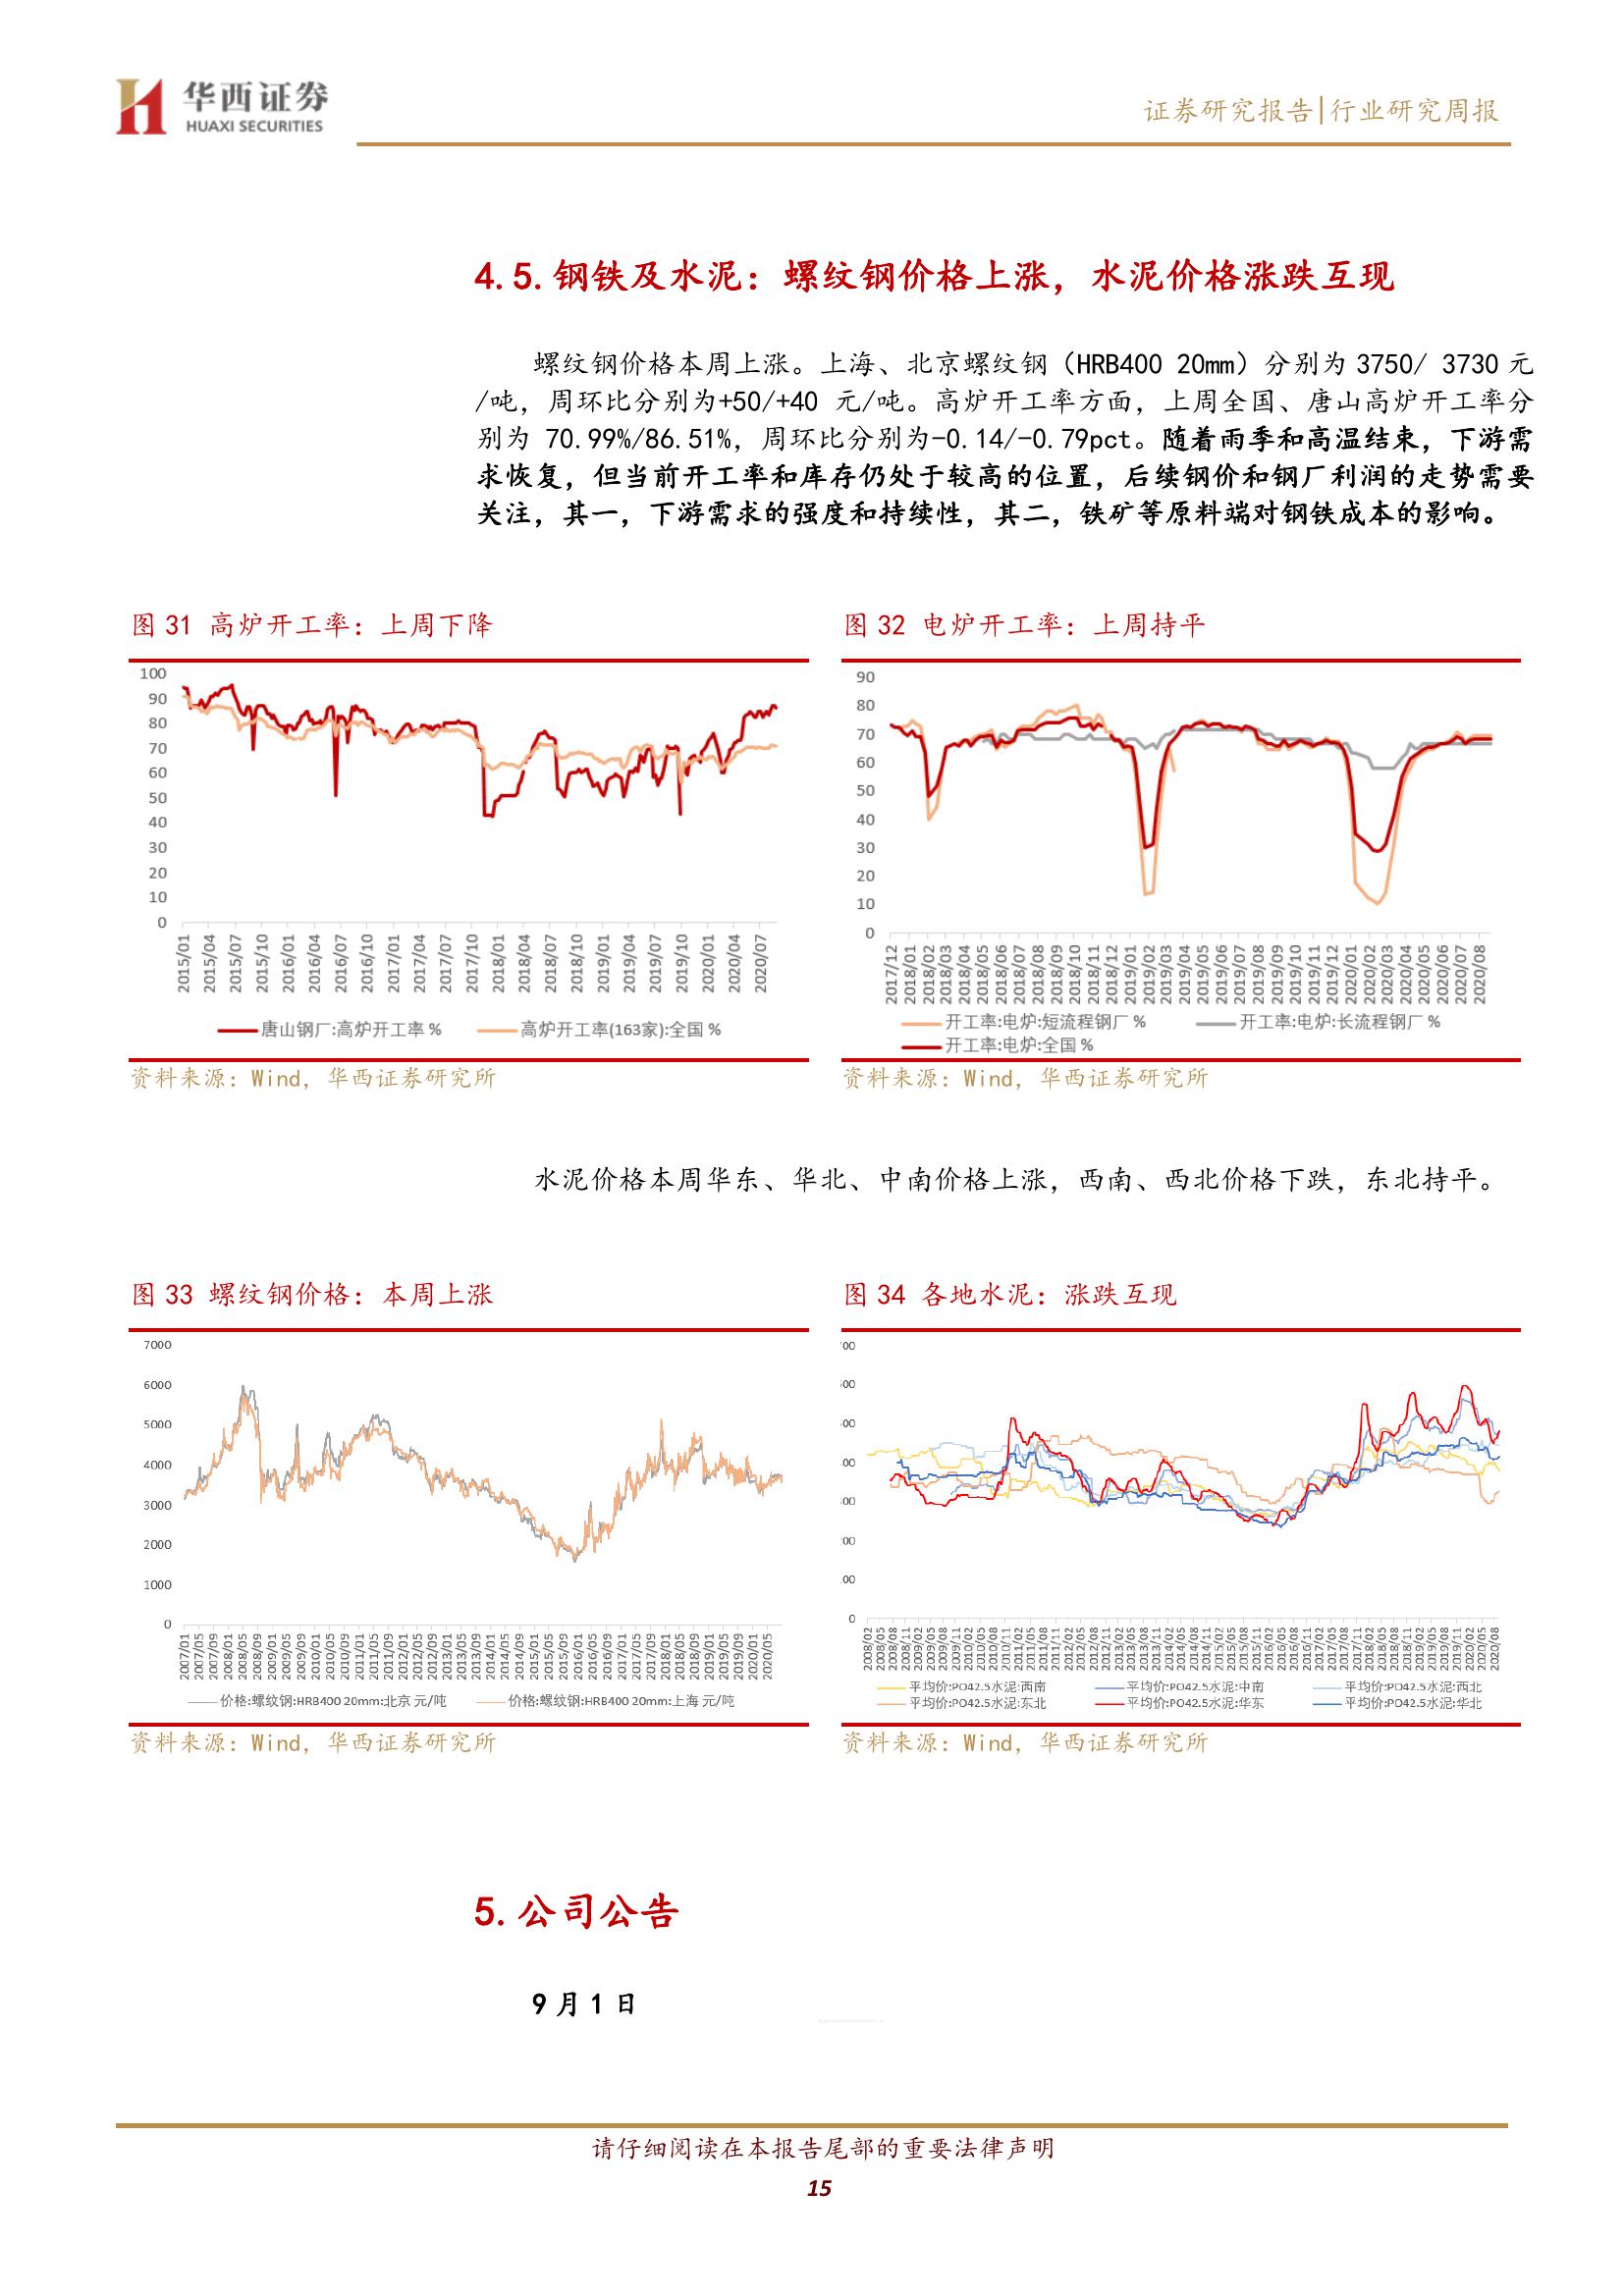 华西证券
HUAXI SECURITIES
证券研究报告|行业研究周报
4.5.钢铁及水泥：螺纹钢价格上涨，水泥价格涨跌互现
螺纹钢价格本周上涨。上海、北京螺纹钢（HRB400 20mm）分别为 3750/ 3730 元
/吨，周环比分别为+50/+40 元/吨。高炉开工率方面，上周全国、唐山高炉开工率分
别为 70.99%/86.51%，周环比分别为-0.14/-0.79pct。随着雨季和高温结束，下游需
求恢复，但当前开工率和库存仍处于较高的位置，后续钢价和钢厂利润的走势需要
关注，其一，下游需求的强度和持续性，其二，铁矿等原料端对钢铁成本的影响。
图 31 高炉开工率：上周下降
100
90
80
70
60
50
40
30
20
10
0
2015/01 2015/04 2015/07 2015/10 2016/01 2016/04 2016/07 2016/10 2017/01 2017/04 2017/07 2017/10 2018/01 2018/04 2018/07 2018/10 2019/01 2019/04 2019/07 2019/10 2020/01 2020/04 2020/07
唐山钢厂:高炉开工率 % 高炉开工率(163家):全国 %
资料来源：Wind，华西证券研究所
图 32 电炉开工率：上周持平
90
80
70
60
50
40
30
20
10
0
2017/12 2018/01 2018/02 2018/03 2018/04 2018/05 2018/06 2018/07 2018/08 2018/09 2018/10 2018/11 2018/12 2019/01 2019/02 2019/03 2019/04 2019/05 2019/06 2019/07 2019/08 2019/09 2019/10 2019/11 2019/12 2020/01 2020/02 2020/03 2020/04 2020/05 2020/06 2020/07 2020/08
开工率:电炉:短流程钢厂 % 开工率:电炉:长流程钢厂 %
开工率:电炉:全国 %
资料来源：Wind，华西证券研究所
水泥价格本周华东、华北、中南价格上涨，西南、西北价格下跌，东北持平。
图 33 螺纹钢价格：本周上涨
7000
6000
5000
4000
3000
2000
1000
0
2007/01 2007/05 2007/09 2008/01 2008/05 2008/09 2009/01 2009/05 2009/09 2010/01 2010/05 2010/09 2011/01 2011/05 2011/09 2012/01 2012/05 2012/09 2013/01 2013/05 2013/09 2014/01 2014/05 2014/09 2015/01 2015/05 2015/09 2016/01 2016/05 2016/09 2017/01 2017/05 2017/09 2018/01 2018/05 2018/09 2019/01 2019/05 2019/09 2020/01 2020/05
价格:螺纹钢:HRB400 20mm:北京 元/吨 价格:螺纹钢:HRB400 20mm:上海 元/吨
资料来源：Wind，华西证券研究所
图 34 各地水泥：涨跌互现
00
00
00
00
00
00
00
0
2008/02 2008/05 2008/08 2008/11 2009/02 2009/05 2009/08 2009/11 2010/02 2010/05 2010/08 2010/11 2011/02 2011/05 2011/08 2011/11 2012/02 2012/05 2012/08 2012/11 2013/02 2013/05 2013/08 2013/11 2014/02 2014/05 2014/08 2014/11 2015/02 2015/05 2015/08 2015/11 2016/02 2016/05 2016/08 2016/11 2017/02 2017/05 2017/08 2017/11 2018/02 2018/05 2018/08 2018/11 2019/02 2019/05 2019/08 2019/11 2020/02 2020/05 2020/08
平均价:PO42.5水泥:西南 平均价:PO42.5水泥:中南 平均价:PO42.5水泥:西北
平均价:PO42.5水泥:东北 平均价:PO42.5水泥:华东 平均价:PO42.5水泥:华北
资料来源：Wind，华西证券研究所
5.公司公告
9 月 1 日
请仔细阅读在本报告尾部的重要法律声明
15